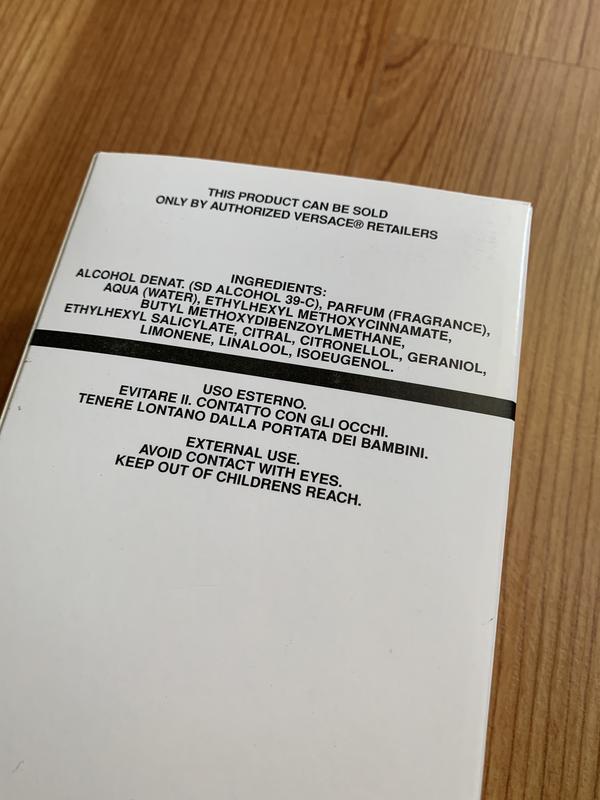 THIS PRODUCT CAN BE SOLD
ONLY BY AUTHORIZED VERSACE® RETAILERS
INGREDIENTS:
ALCOHOL DENAT. (SD ALCOHOL 39-C), PARFUM (FRAGRANCE),
AQUA (WATER), ETHYLHEXYL METHOXYCINNAMATE,
BUTYL METHOXYDIBENZOYLMETHANE,
ETHYLHEXYL SALICYLATE, CITRAL, CITRONELLOL, GERANIOL,
LIMONENE, LINALOOL, ISOEUGENOL.
USO ESTERNO.
EVITARE II. CONTATTO CON GLI OCCHI.
TENERE LONTANO DALLA PORTATA DEI BAMBINI.
EXTERNAL USE.
AVOID CONTACT WITH EYES.
KEEP OUT OF CHILDRENS REACH.